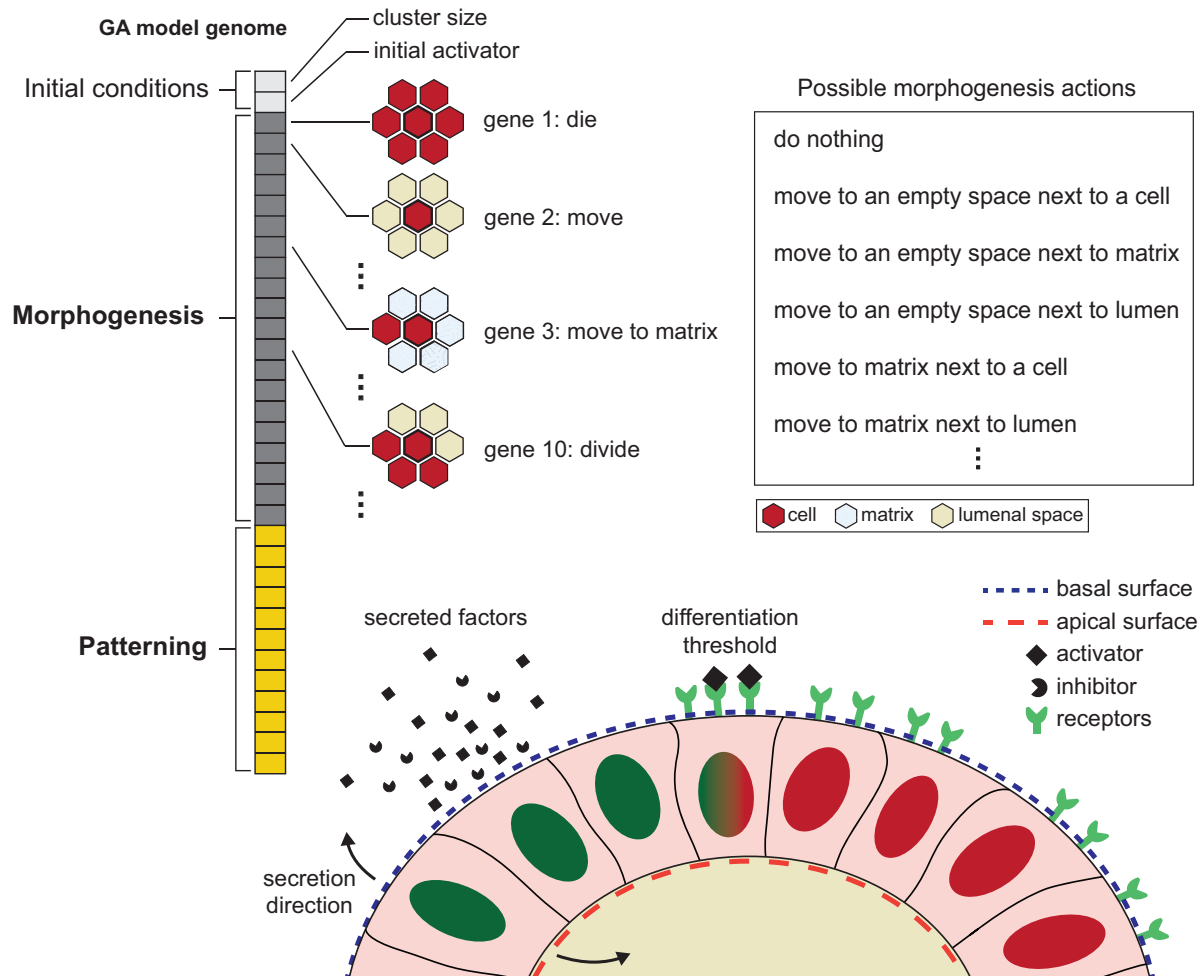 GA model genome
cluster size
initial activator
Initial conditions
gene 1: die
gene 2: move
gene 3: move to matrix
gene 10: divide
Morphogenesis
Patterning
Possible morphogenesis actions
do nothing
move to an empty space next to a cell
move to an empty space next to matrix
move to an empty space next to lumen
move to matrix next to a cell
move to matrix next to lumen
cell
matrix
lumenal space
secreted factors
differentiation
threshold
basal surface
apical surface
activator
inhibitor
receptors
secretion
direction